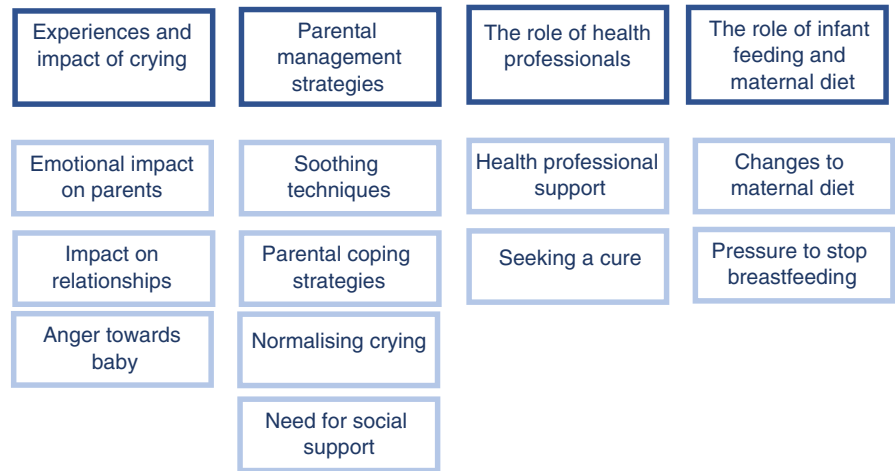 Experiences and
impact of crying
Parental
management
strategies
The role of health
professionals
The role of infant
feeding and
maternal diet
Emotional impact
on parents
Soothing
techniques
Health professional
support
Changes to
maternal diet
Impact on
relationships
Parental coping
strategies
Seeking a cure
Pressure to stop
breastfeeding
Anger towards
baby
Normalising crying
Need for social
support